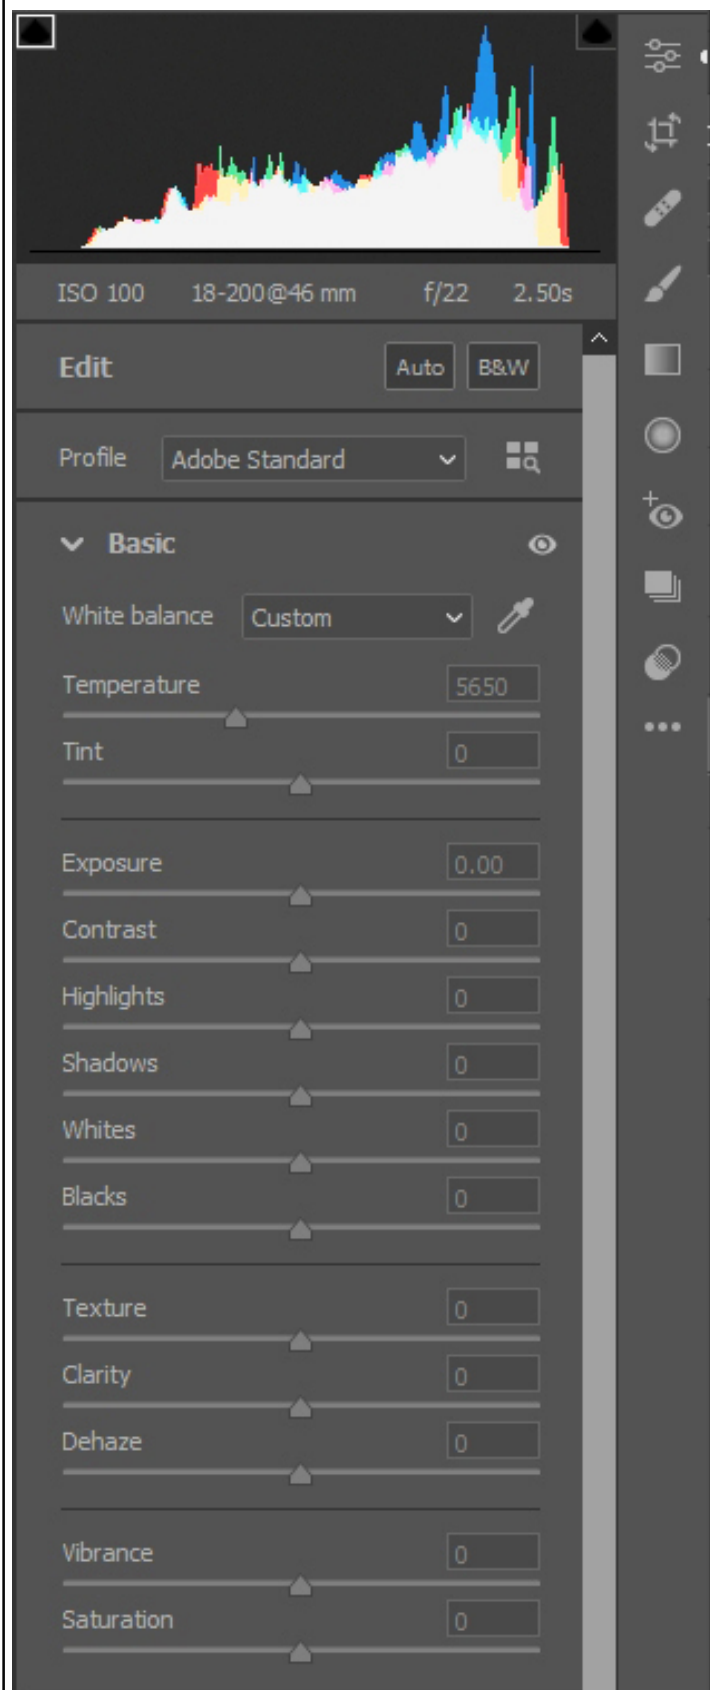 ISO 100 18-200@46 mm f/22 2.50s
Edit Auto B&W
Profile Adobe Standard
Basic
White balance Custom
Temperature 5650
Tint 0
Exposure 0.00
Contrast 0
Highlights 0
Shadows 0
Whites 0
Blacks 0
Texture 0
Clarity 0
Dehaze 0
Vibrance 0
Saturation 0